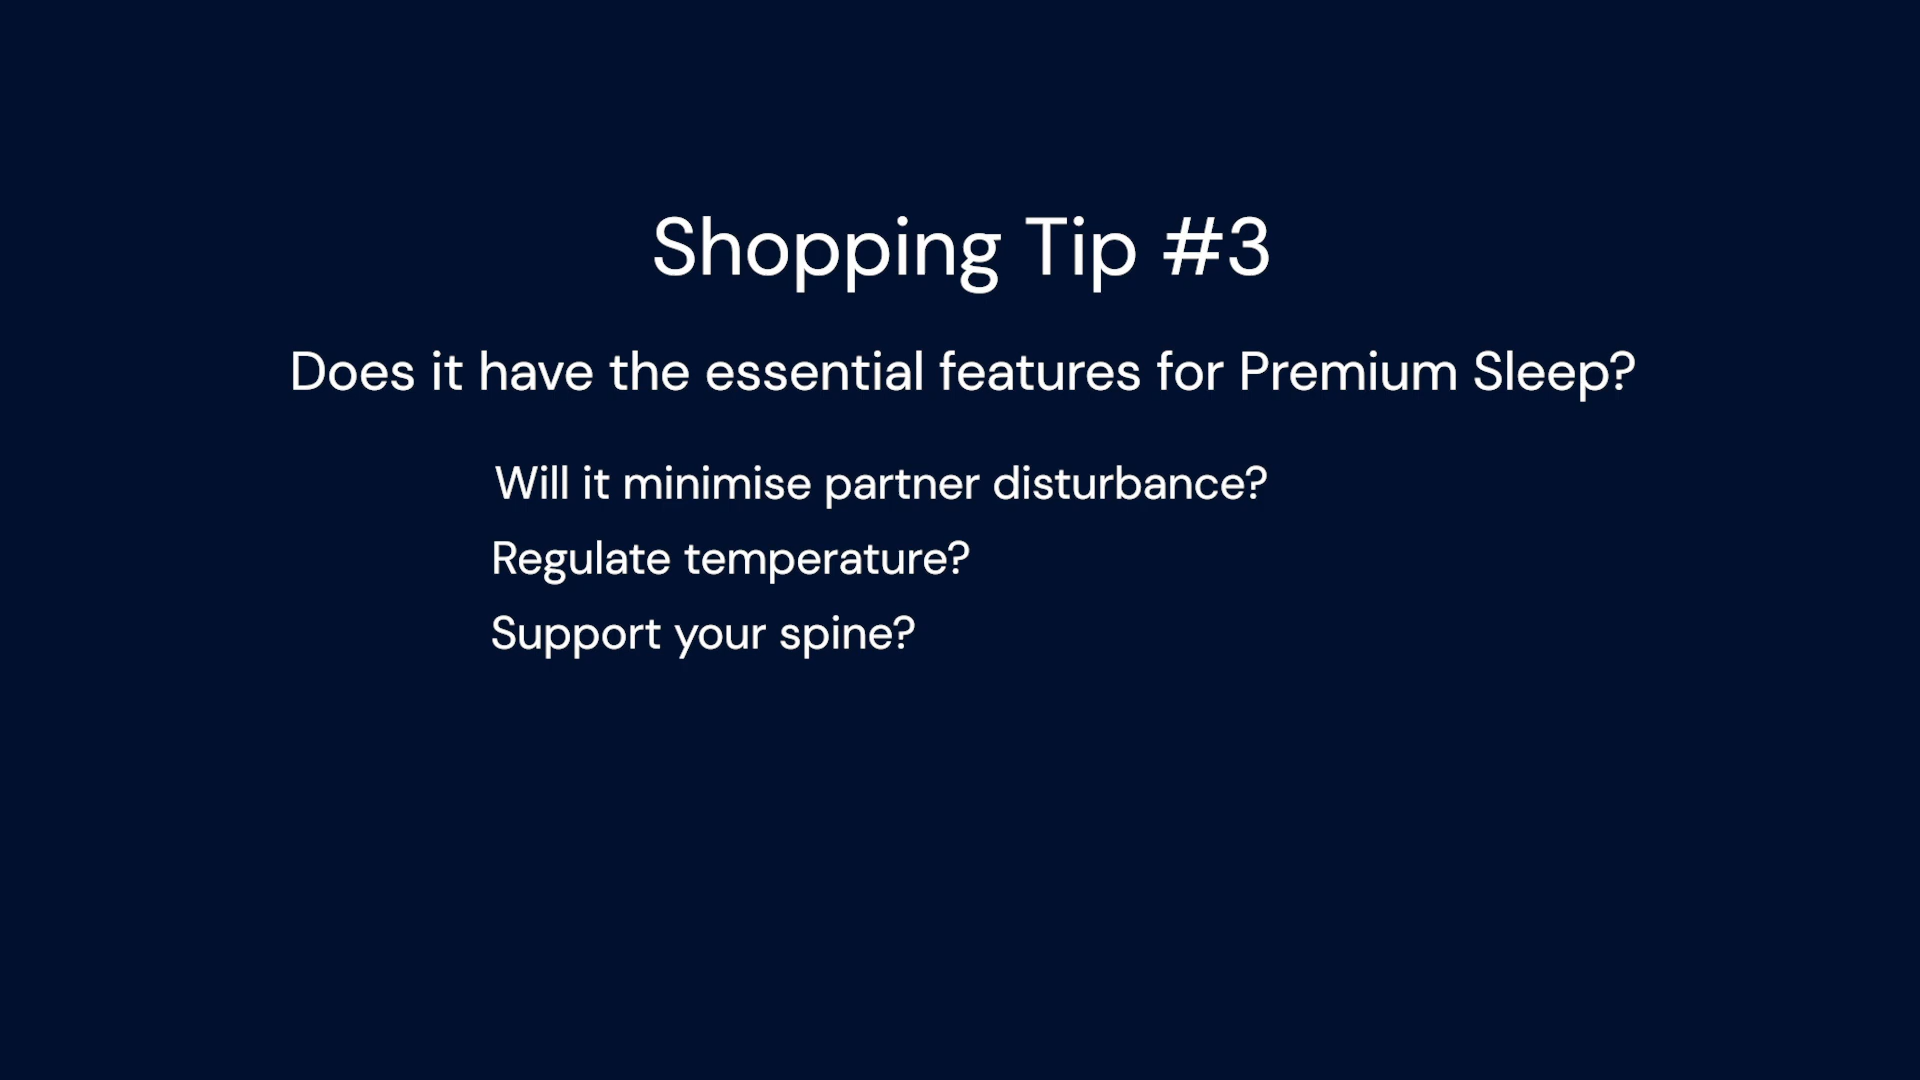 Shopping Tip #3
Does it have the essential features for Premium Sleep?
Will it minimise partner disturbance?
Regulate temperature?
Support your spine?